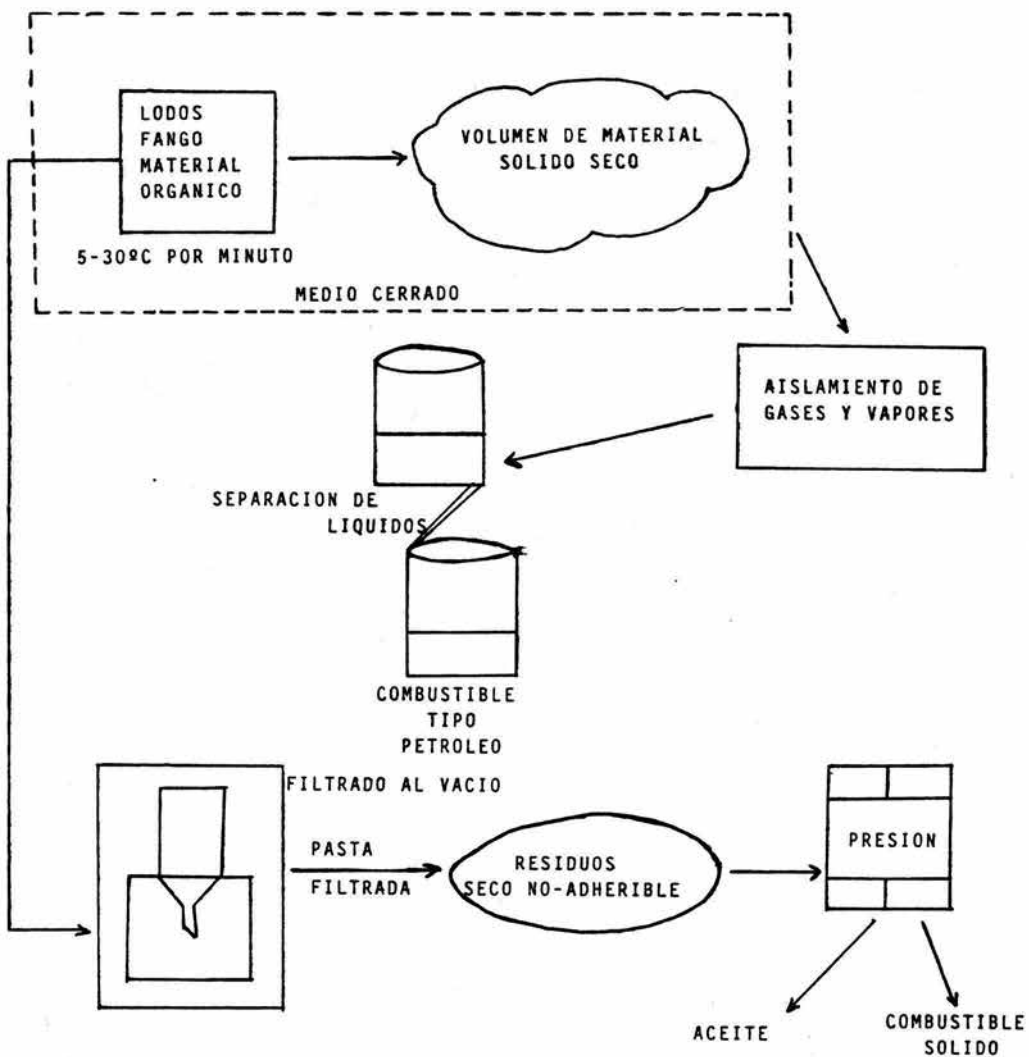 LODOS
FANGO
MATERIAL
ORGANICO
VOLUMEN DE MATERIAL
SOLIDO SECO
5-30ºC POR MINUTO
MEDIO CERRADO
AISLAMIENTO DE
GASES Y VAPORES
SEPARACION DE
LIQUIDOS
COMBUSTIBLE
TIPO
PETROLEO
FILTRADO AL VACIO
PASTA
FILTRADA
RESIDUOS
SECO NO-ADHERIBLE
PRESION
ACEITE
COMBUSTIBLE
SOLIDO